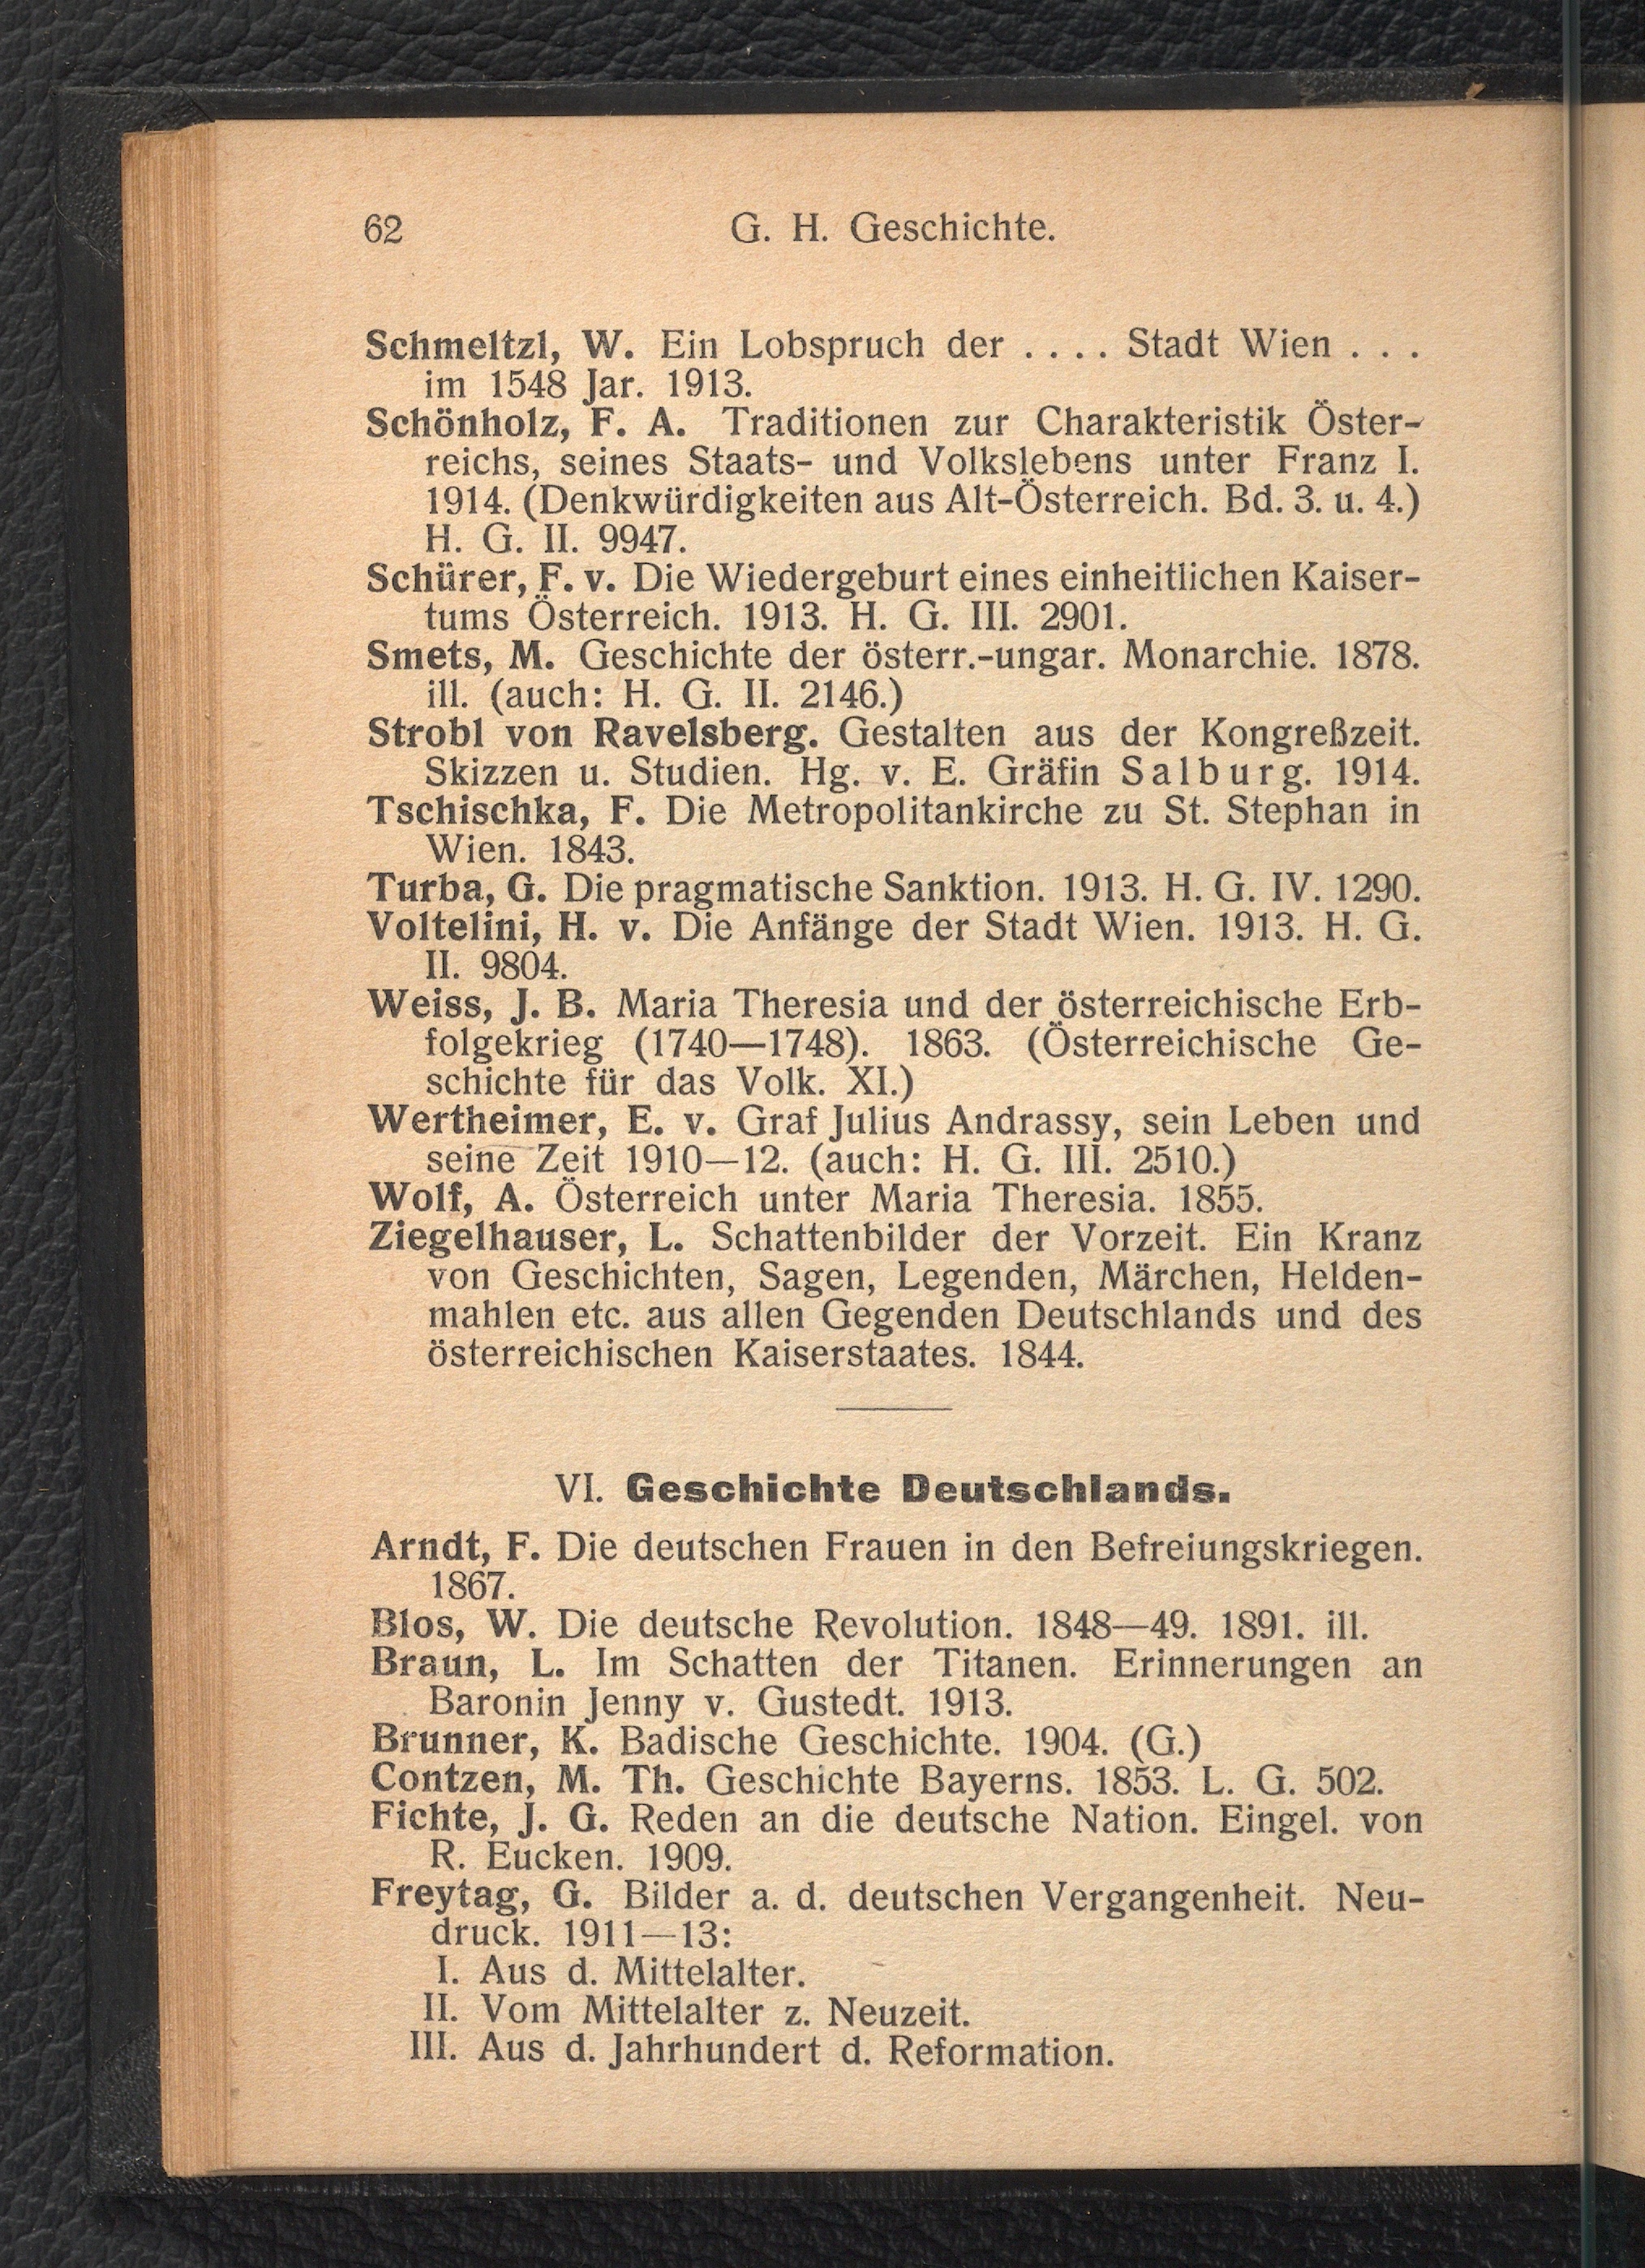 62 G. H. Geschichte.
Schmeltzl, W. Ein Lobspruch der .... Stadt Wien ...
im 1548 Jar. 1913.
Schönholz, F. A. Traditionen zur Charakteristik Öster-
reichs, seines Staats- und Volkslebens unter Franz I.
1914. (Denkwürdigkeiten aus Alt-Österreich. Bd. 3. u. 4.)
H. G. II. 9947.
Schürer, F. v. Die Wiedergeburt eines einheitlichen Kaiser-
tums Österreich. 1913. H. G. III. 2901.
Smets, M. Geschichte der österr.-ungar. Monarchie. 1878.
ill. (auch: H. G. II. 2146.)
Strobl von Ravelsberg. Gestalten aus der Kongreßzeit.
Skizzen u. Studien. Hg. v. E. Gräfin Salburg. 1914.
Tschischka, F. Die Metropolitankirche zu St. Stephan in
Wien. 1843.
Turba, G. Die pragmatische Sanktion. 1913. H. G. IV. 1290.
Voltelini, H. v. Die Anfänge der Stadt Wien. 1913. H. G.
II. 9804.
Weiss, J. B. Maria Theresia und der österreichische Erb-
folgekrieg (1740—1748). 1863. (Österreichische Ge-
schichte für das Volk. XI.)
Wertheimer, E. v. Graf Julius Andrassy, sein Leben und
seine Zeit 1910—12. (auch: H. G. III. 2510.)
Wolf, A. Österreich unter Maria Theresia. 1855.
Ziegelhauser, L. Schattenbilder der Vorzeit. Ein Kranz
von Geschichten, Sagen, Legenden, Märchen, Helden-
mahlen etc. aus allen Gegenden Deutschlands und des
österreichischen Kaiserstaates. 1844.
VI. Geschichte Deutschlands.
Arndt, F. Die deutschen Frauen in den Befreiungskriegen.
1867.
Blos, W. Die deutsche Revolution. 1848—49. 1891. ill.
Braun, L. Im Schatten der Titanen. Erinnerungen an
Baronin Jenny v. Gustedt. 1913.
Brunner, K. Badische Geschichte. 1904. (G.)
Contzen, M. Th. Geschichte Bayerns. 1853. L. G. 502.
Fichte, J. G. Reden an die deutsche Nation. Eingel. von
R. Eucken. 1909.
Freytag, G. Bilder a. d. deutschen Vergangenheit. Neu-
druck. 1911—13:
I. Aus d. Mittelalter.
II. Vom Mittelalter z. Neuzeit.
III. Aus d. Jahrhundert d. Reformation.